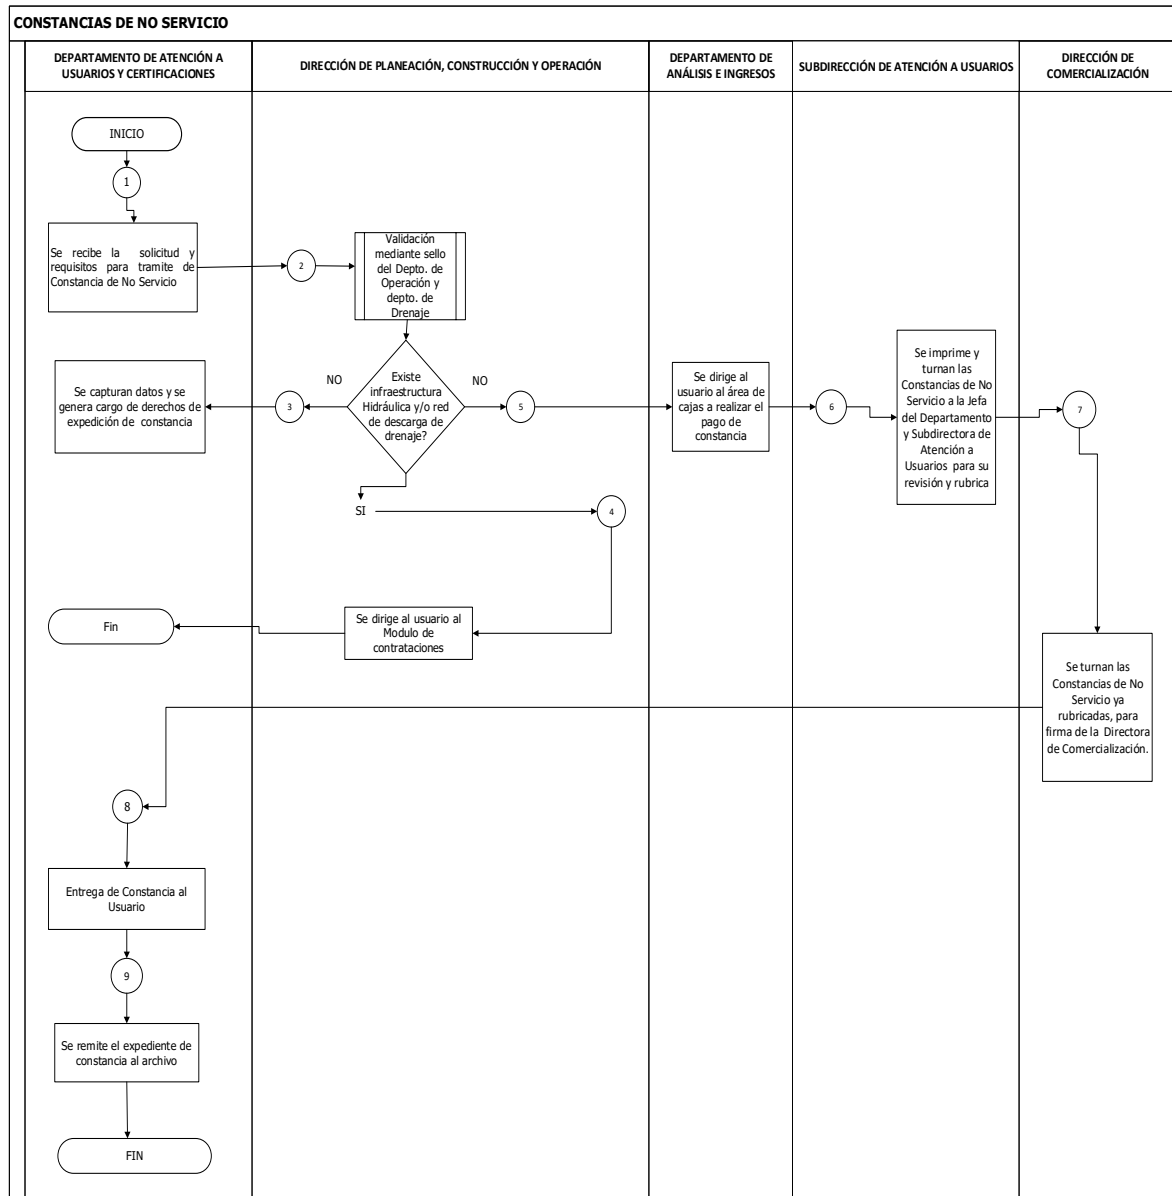 CONSTANCIAS DE NO SERVICIO
DEPARTAMENTO DE ATENCIÓN A
USUARIOS Y CERTIFICACIONES
DIRECCIÓN DE PLANEACIÓN, CONSTRUCCIÓN Y OPERACIÓN
DEPARTAMENTO DE
ANÁLISIS E INGRESOS
SUBDIRECCIÓN DE ATENCIÓN A USUARIOS
DIRECCIÓN DE
COMERCIALIZACIÓN
INICIO
1
Se recibe la solicitud y
requisitos para tramite de
Constancia de No Servicio
2
Validación
mediante sello
del Depto. de
Operación y
depto. de
Drenaje
Se capturan datos y se
genera cargo de derechos de
expedición de constancia
3
NO
Existe
infraestructura
Hidráulica y/o red
de descarga de
drenaje?
NO
5
Se dirige al
usuario al área de
cajas a realizar el
pago de
constancia
6
Se imprime y
turnan las
Constancias de No
Servicio a la Jefa
del Departamento
y Subdirectora de
Atención a
Usuarios para su
revisión y rubrica
7
SI
4
Fin
Se dirige al usuario al
Modulo de
contrataciones
Se turnan las
Constancias de No
Servicio ya
rubricadas, para
firma de la Directora
de Comercialización.
8
Entrega de Constancia al
Usuario
9
Se remite el expediente de
constancia al archivo
FIN